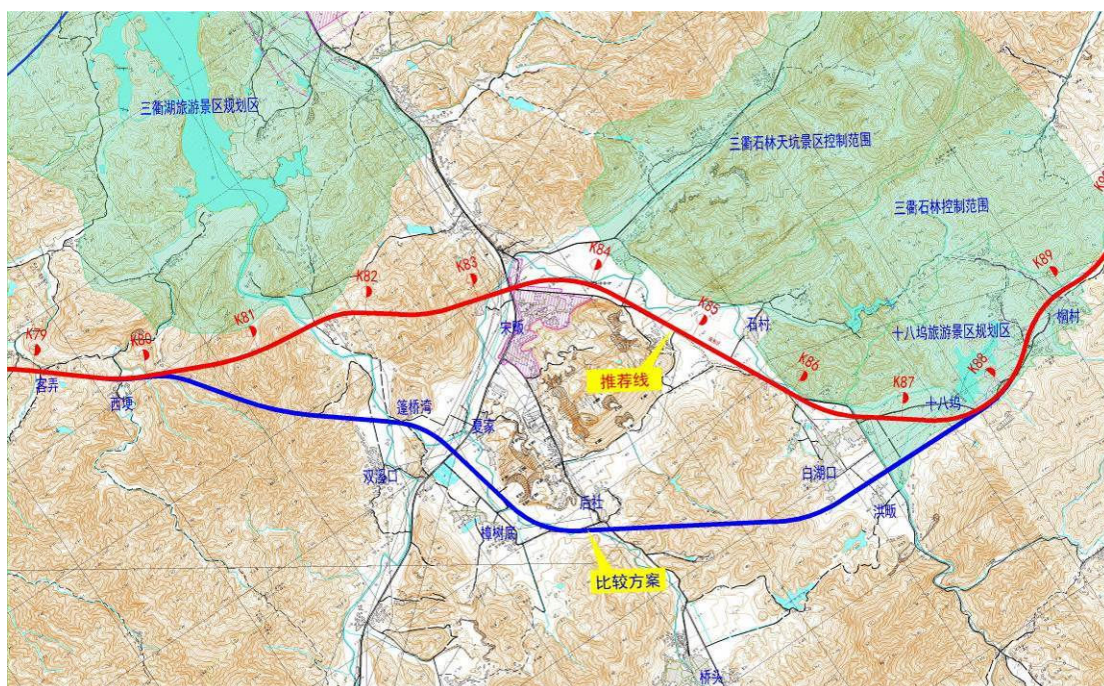 三衢湖旅游景区规划区
三衢石林天坑景区控制范围
三衢石林控制范围
K84
K83
K82
K89
K81
K85
宋畈
石村
十八坞旅游景区规划区
桐村
K79
K80
K86
K88
推荐线
客弄
K87
西埂
篷桥湾
十八坞
夏家
双溪口
白湖口
后社
洪畈
樟树底
比较方案
桥头